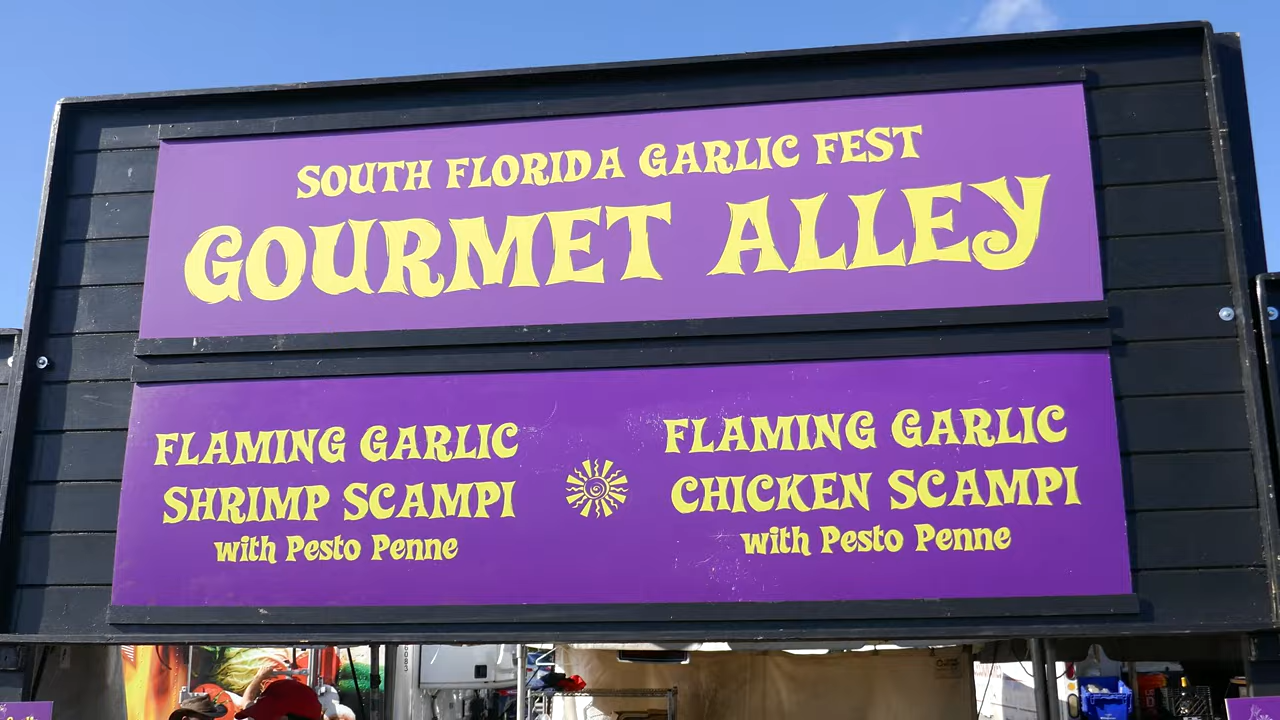 SOUTH FLORIDA GARLIC FEST
GOURMET ALLEY
FLAMING GARLIC
SHRIMP SCAMPI
with Pesto Penne
FLAMING GARLIC
CHICKEN SCAMPI
with Pesto Penne